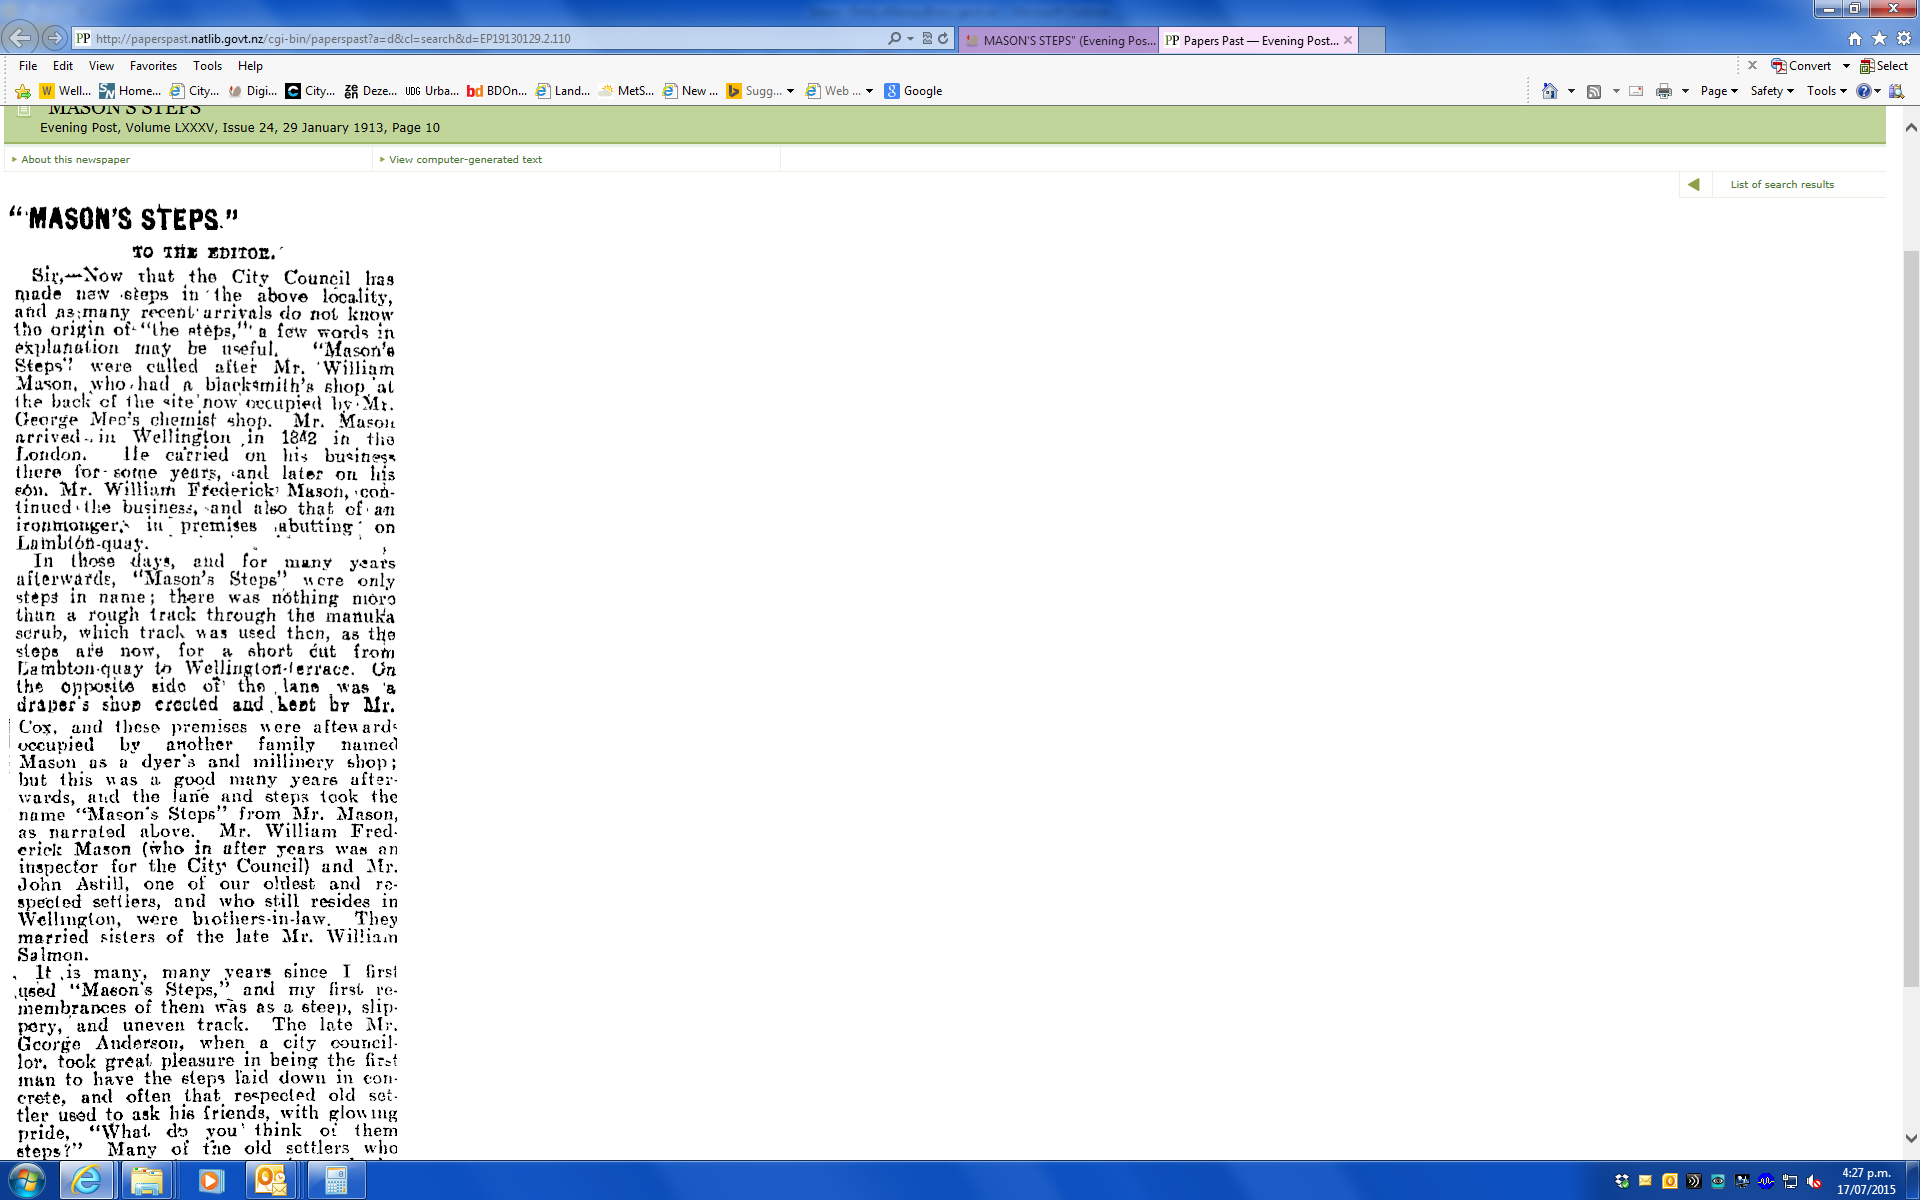 http://paperspast.natlib.govt.nz/cgi-bin/paperspast?a=d&cl=search&d=EP19130129.2.110
MASON'S STEPS" (Evening Pos...
PP Papers Past — Evening Post...
File Edit View Favorites Tools Help
Convert Select
Well... Home... City... Digi... City... Deze... Urba... BDOn... Land... MetS... New ... Sugg... Web ... Google
Page Safety Tools
"MASON'S STEPS"
Evening Post, Volume LXXXV, Issue 24, 29 January 1913, Page 10
About this newspaper
View computer-generated text
List of search results
"MASON'S STEPS."
TO THE EDITOR.
Sir,—Now that the City Council has
made new steps in the above locality,
and as many recent arrivals do not know
the origin of "the steps," a few words in
explanation may be useful. "Mason's
Steps" were called after Mr. William
Mason, who had a blacksmith's shop at
the back of the site now occupied by Mr.
George Mee's chemist shop. Mr. Mason
arrived in Wellington in 1842 in the
London. He carried on his business
there for some years, and later on his
son, Mr. William Frederick Mason, con-
tinued the business, and also that of an
ironmonger, in premises abutting on
Lambton-quay.
In those days, and for many years
afterwards, "Mason's Steps" were only
steps in name; there was nothing more
than a rough track through the manuka
scrub, which track was used then, as the
steps are now, for a short cut from
Lambton-quay to Wellington-terrace. On
the opposite side of the lane was a
draper's shop erected and kept by Mr.
Cox, and these premises were aftewards
occupied by another family named
Mason as a dyer's and millinery shop;
but this was a good many years after-
wards, and the lane and steps took the
name "Mason's Steps" from Mr. Mason,
as narrated above. Mr. William Fred-
erick Mason (who in after years was an
inspector for the City Council) and Mr.
John Astill, one of our oldest and re-
spected settlers, and who still resides in
Wellington, were brothers-in-law. They
married sisters of the late Mr. William
Salmon.
It is many, many years since I first
used "Mason's Steps," and my first re-
membrances of them was as a steep, slip-
pery, and uneven track. The late Mr.
George Anderson, when a city council-
lor, took great pleasure in being the first
man to have the steps laid down in con-
crete, and often that respected old set-
tler used to ask his friends, with glowing
pride, "What do you think of them
steps?" Many of the old settlers who
4:27 p.m.
17/07/2015